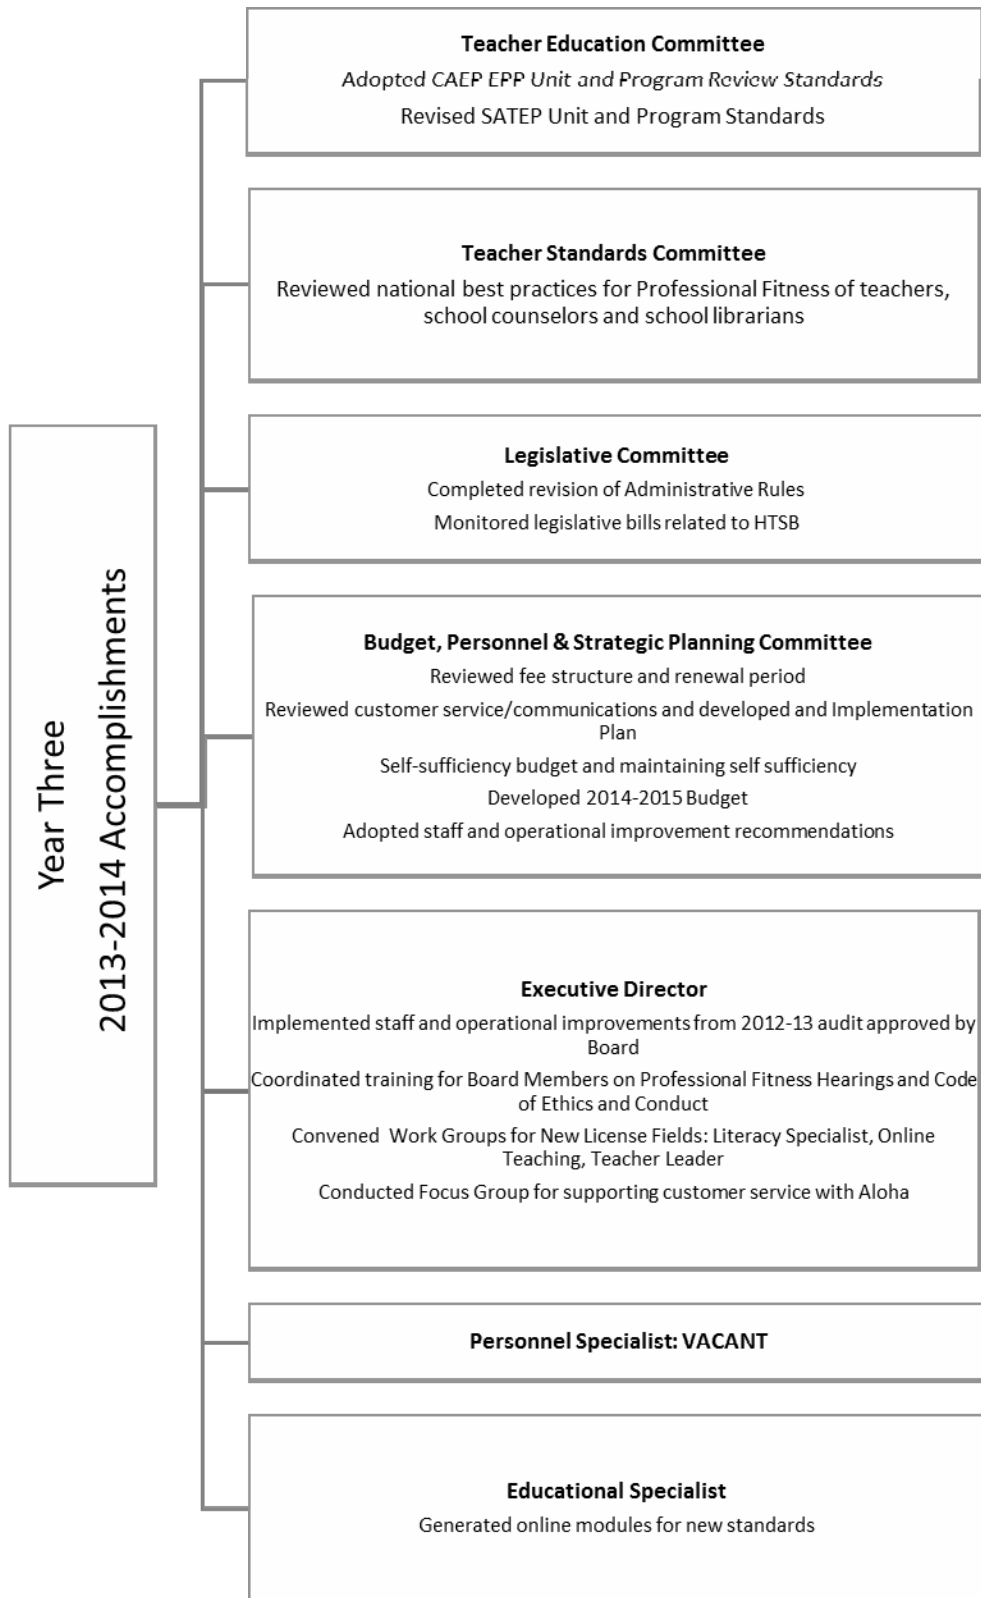 Year Three
2013-2014 Accomplishments
Teacher Education Committee
Adopted CAEP EPP Unit and Program Review Standards
Revised SATEP Unit and Program Standards
Teacher Standards Committee
Reviewed national best practices for Professional Fitness of teachers,
school counselors and school librarians
Legislative Committee
Completed revision of Administrative Rules
Monitored legislative bills related to HTSB
Budget, Personnel & Strategic Planning Committee
Reviewed fee structure and renewal period
Reviewed customer service/communications and developed and Implementation
Plan
Self-sufficiency budget and maintaining self sufficiency
Developed 2014-2015 Budget
Adopted staff and operational improvement recommendations
Executive Director
Implemented staff and operational improvements from 2012-13 audit approved by
Board
Coordinated training for Board Members on Professional Fitness Hearings and Code
of Ethics and Conduct
Convened Work Groups for New License Fields: Literacy Specialist, Online
Teaching, Teacher Leader
Conducted Focus Group for supporting customer service with Aloha
Personnel Specialist: VACANT
Educational Specialist
Generated online modules for new standards